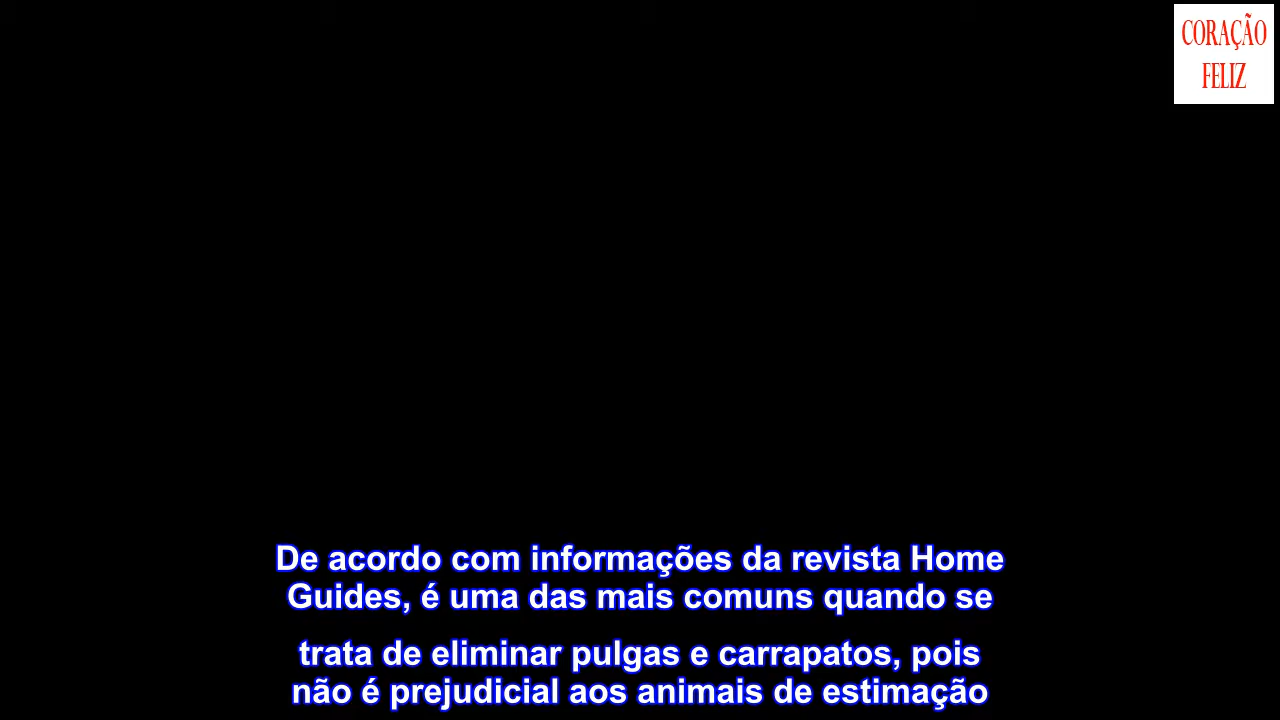 CORAÇÃO
FELIZ
De acordo com informações da revista Home
Guides, é uma das mais comuns quando se
trata de eliminar pulgas e carrapatos, pois
não é prejudicial aos animais de estimação